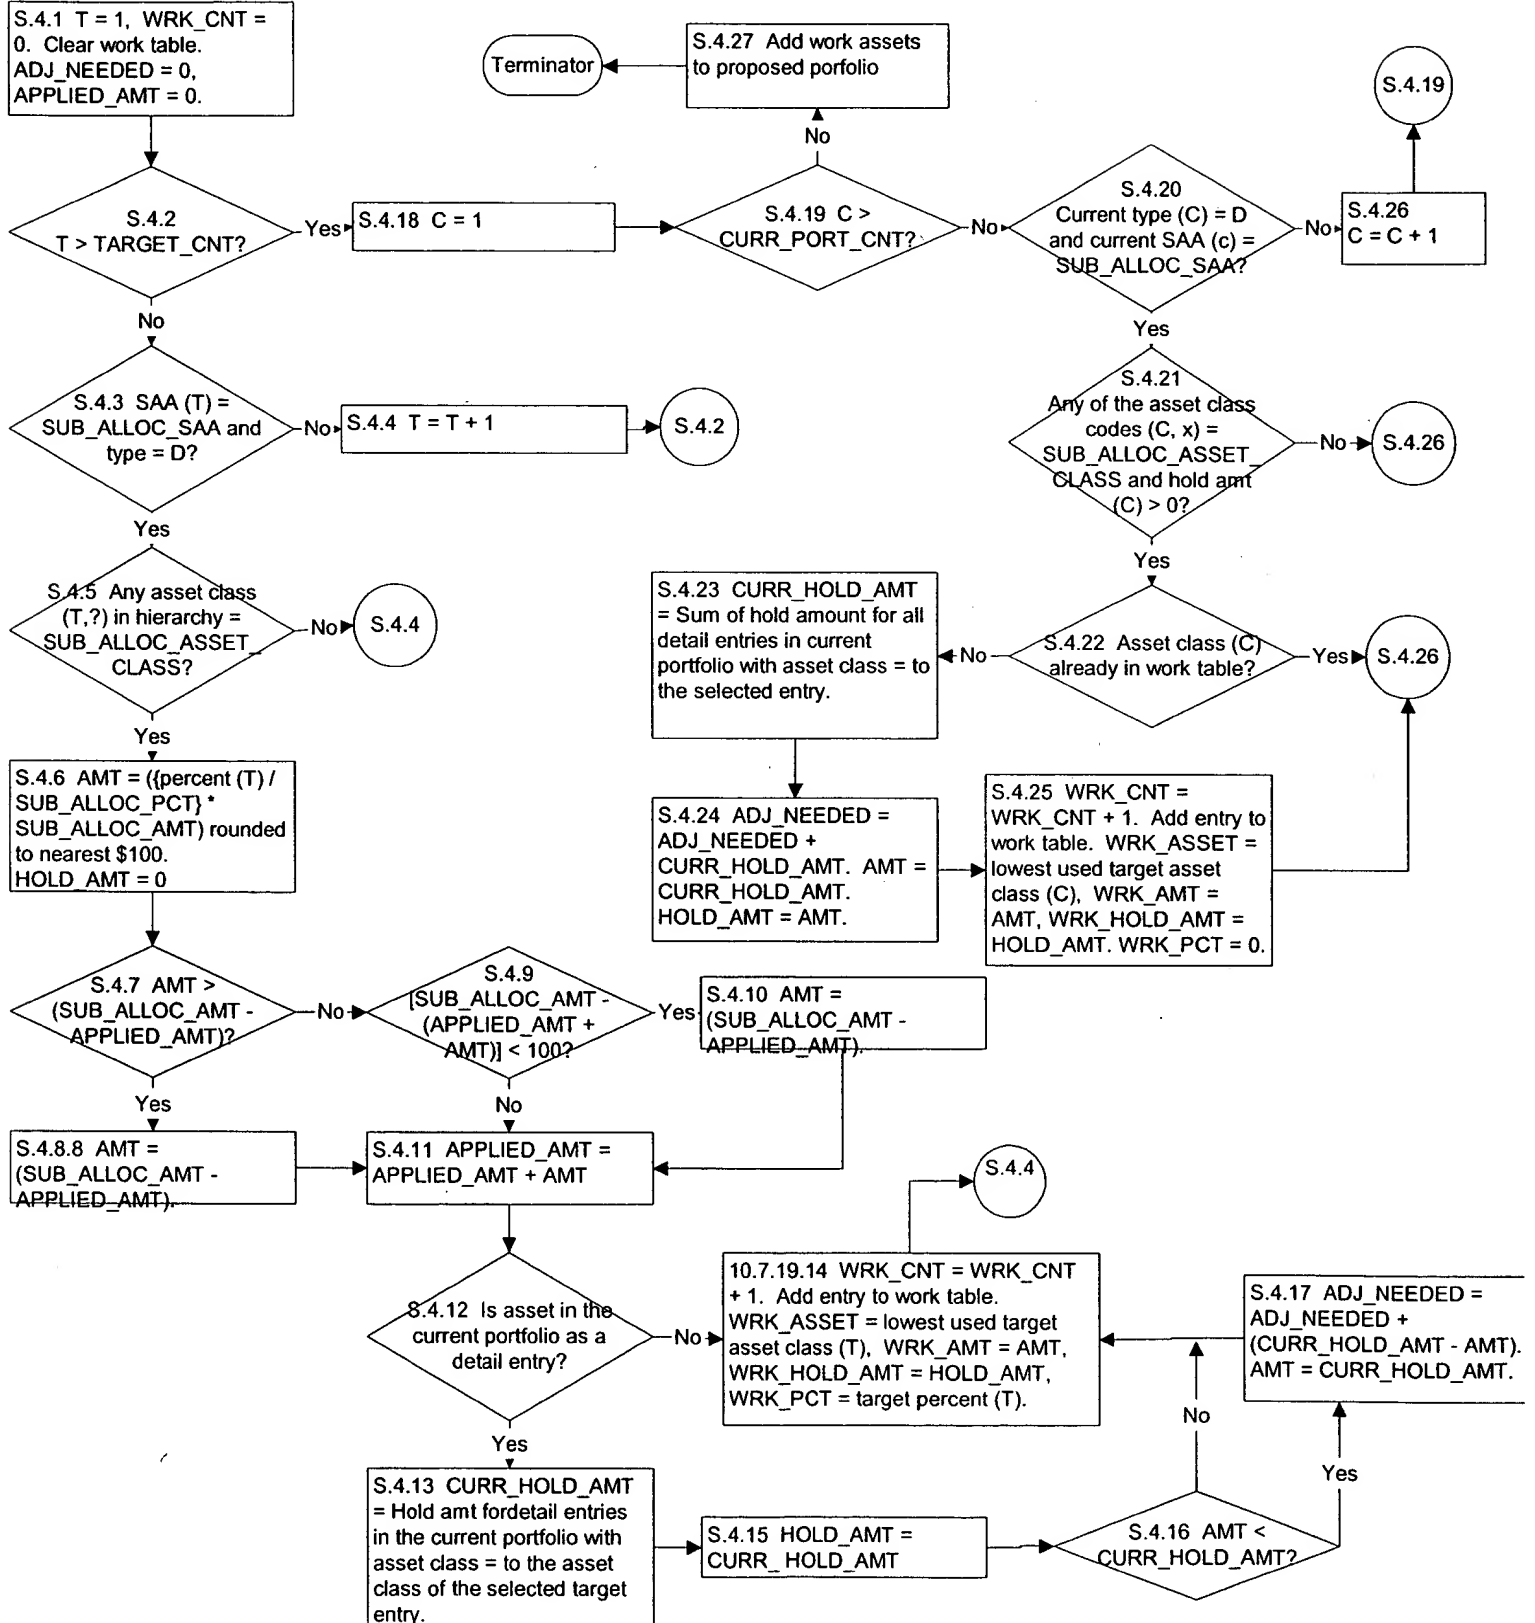 S.4.1 T = 1, WRK_CNT =
0. Clear work table.
ADJ_NEEDED = 0,
APPLIED_AMT = 0.
Terminator
S.4.27 Add work assets
to proposed porfolio
S.4.19
No
S.4.2
T > TARGET_CNT?
Yes
S.4.18 C = 1
S.4.19 C >
CURR_PORT_CNT?
No
S.4.20
Current type (C) = D
and current SAA (c) =
SUB_ALLOC_SAA?
No
S.4.26
C = C + 1
No
Yes
S.4.3 SAA (T) =
SUB_ALLOC_SAA and
type = D?
No
S.4.4 T = T + 1
S.4.2
S.4.21
Any of the asset class
codes (C, x) =
SUB_ALLOC_ASSET_
CLASS and hold amt
(C) > 0?
No
S.4.26
Yes
Yes
S.4.5 Any asset class
(T,?) in hierarchy =
SUB_ALLOC_ASSET_
CLASS?
No
S.4.4
S.4.23 CURR_HOLD_AMT
= Sum of hold amount for all
detail entries in current
portfolio with asset class = to
the selected entry.
No
S.4.22 Asset class (C)
already in work table?
Yes
S.4.26
Yes
S.4.6 AMT = ({percent (T) /
SUB_ALLOC_PCT} *
SUB_ALLOC_AMT) rounded
to nearest $100.
HOLD_AMT = 0
S.4.24 ADJ_NEEDED =
ADJ_NEEDED +
CURR_HOLD_AMT. AMT =
CURR_HOLD_AMT.
HOLD_AMT = AMT.
S.4.25 WRK_CNT =
WRK_CNT + 1. Add entry to
work table. WRK_ASSET =
lowest used target asset
class (C), WRK_AMT =
AMT, WRK_HOLD_AMT =
HOLD_AMT. WRK_PCT = 0.
S.4.7 AMT >
(SUB_ALLOC_AMT -
APPLIED_AMT)?
No
S.4.9
[SUB_ALLOC_AMT -
(APPLIED_AMT +
AMT)] < 100?
Yes
S.4.10 AMT =
(SUB_ALLOC_AMT -
APPLIED_AMT).
Yes
No
S.4.8.8 AMT =
(SUB_ALLOC_AMT -
APPLIED_AMT).
S.4.11 APPLIED_AMT =
APPLIED_AMT + AMT
S.4.4
S.4.12 Is asset in the
current portfolio as a
detail entry?
No
10.7.19.14 WRK_CNT = WRK_CNT
+ 1. Add entry to work table.
WRK_ASSET = lowest used target
asset class (T), WRK_AMT = AMT,
WRK_HOLD_AMT = HOLD_AMT,
WRK_PCT = target percent (T).
S.4.17 ADJ_NEEDED =
ADJ_NEEDED +
(CURR_HOLD_AMT - AMT).
AMT = CURR_HOLD_AMT.
No
Yes
Yes
S.4.13 CURR_HOLD_AMT
= Hold amt fordetail entries
in the current portfolio with
asset class = to the asset
class of the selected target
entry.
S.4.15 HOLD_AMT =
CURR_ HOLD_AMT
S.4.16 AMT <
CURR_HOLD_AMT?